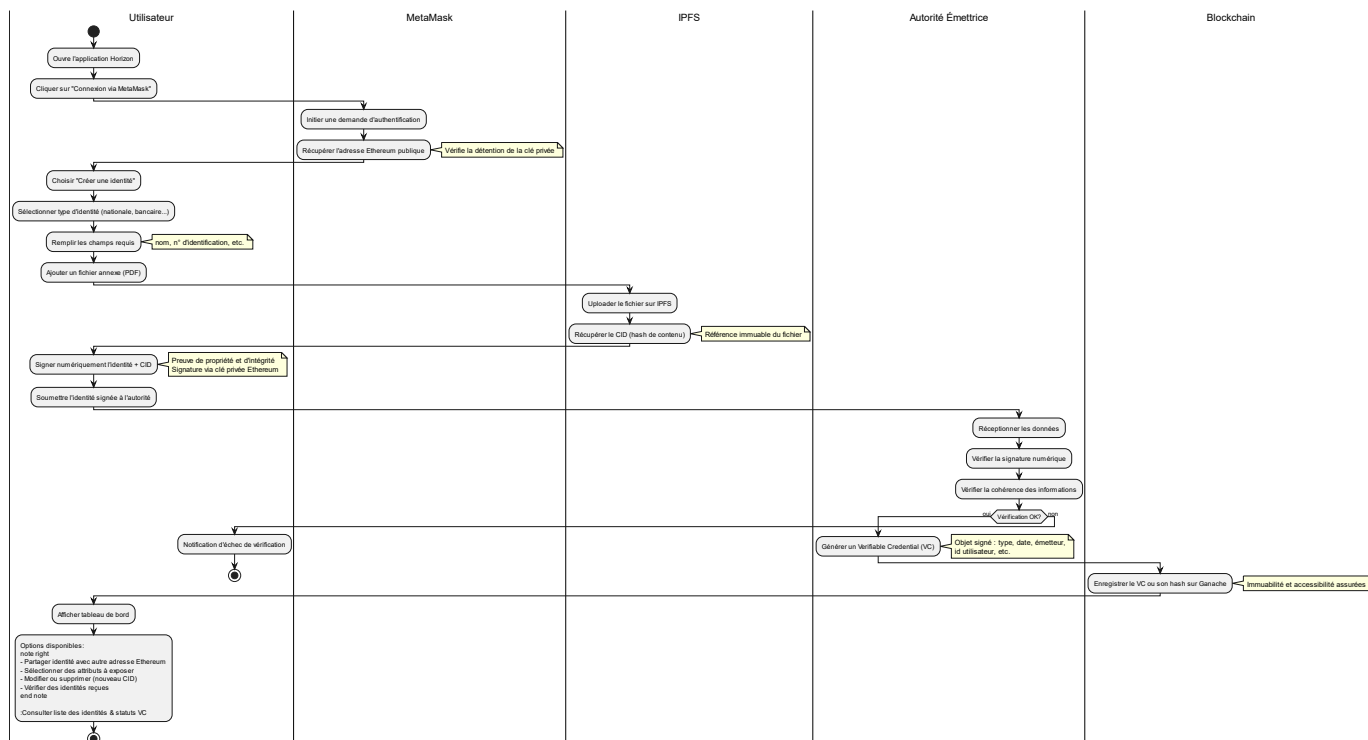 Utilisateur
MetaMask
IPFS
Autorité Émettrice
Blockchain
Ouvre l'application Horizon
Cliquer sur "Connexion via MetaMask"
Initier une demande d'authentification
Récupérer l'adresse Ethereum publique
Vérifie la détention de la clé privée
Choisir "Créer une identité"
Sélectionner type d'identité (nationale, bancaire...)
Remplir les champs requis
nom, n° d'identification, etc.
Ajouter un fichier annexe (PDF)
Uploader le fichier sur IPFS
Récupérer le CID (hash de contenu)
Référence immuable du fichier
Signer numériquement l'identité + CID
Preuve de propriété et d'intégrité
Signature via clé privée Ethereum
Soumettre l'identité signée à l'autorité
Réceptionner les données
Vérifier la signature numérique
Vérifier la cohérence des informations
oui
Vérification OK?
non
Notification d'échec de vérification
Générer un Verifiable Credential (VC)
Objet signé : type, date, émetteur,
id utilisateur, etc.
Enregistrer le VC ou son hash sur Ganache
Immuabilité et accessibilité assurées
Afficher tableau de bord
Options disponibles:
note right
- Partager identité avec autre adresse Ethereum
- Sélectionner des attributs à exposer
- Modifier ou supprimer (nouveau CID)
- Vérifier des identités reçues
end note
:Consulter liste des identités & statuts VC